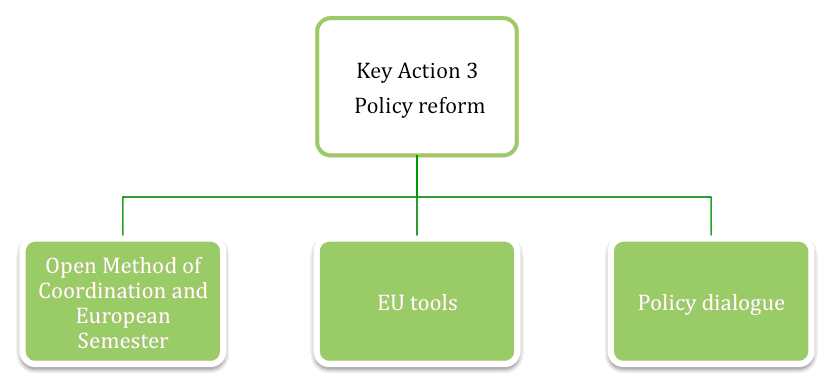 Key Action 3
Policy reform
Open Method of
Coordination and
European
Semester
EU tools
Policy dialogue